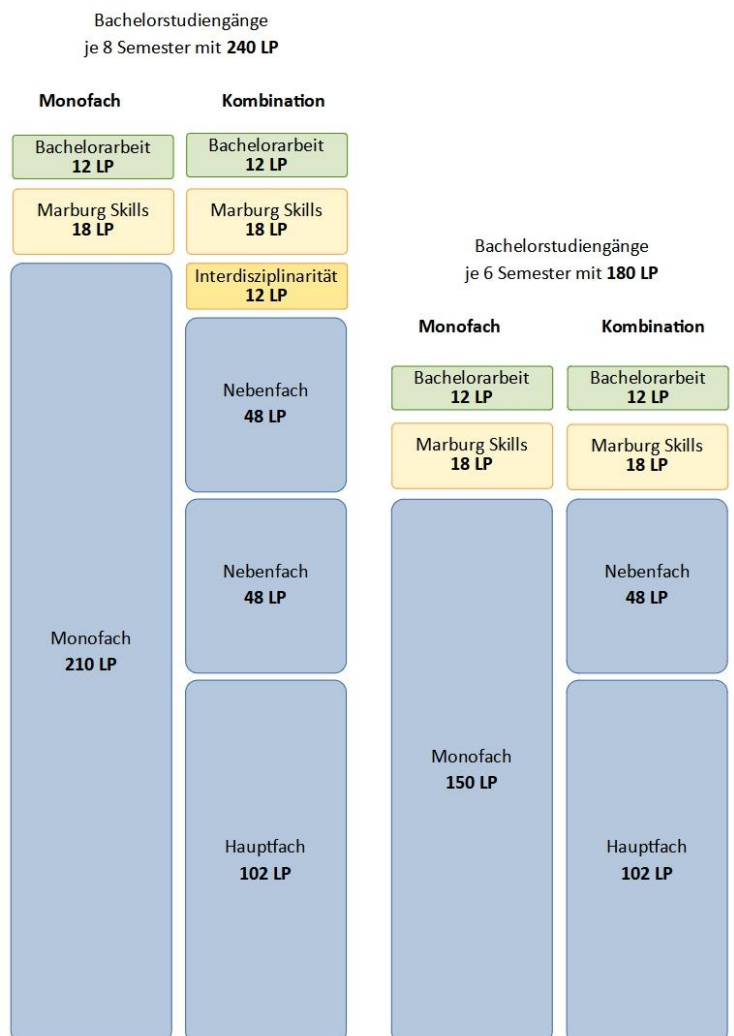 Bachelorstudiengänge
je 8 Semester mit 240 LP
Monofach
Bachelorarbeit
12 LP
Marburg Skills
18 LP
Monofach
210 LP
Kombination
Bachelorarbeit
12 LP
Marburg Skills
18 LP
Interdisziplinarität
12 LP
Nebenfach
48 LP
Nebenfach
48 LP
Hauptfach
102 LP
Bachelorstudiengänge
je 6 Semester mit 180 LP
Monofach
Bachelorarbeit
12 LP
Marburg Skills
18 LP
Monofach
150 LP
Kombination
Bachelorarbeit
12 LP
Marburg Skills
18 LP
Nebenfach
48 LP
Hauptfach
102 LP